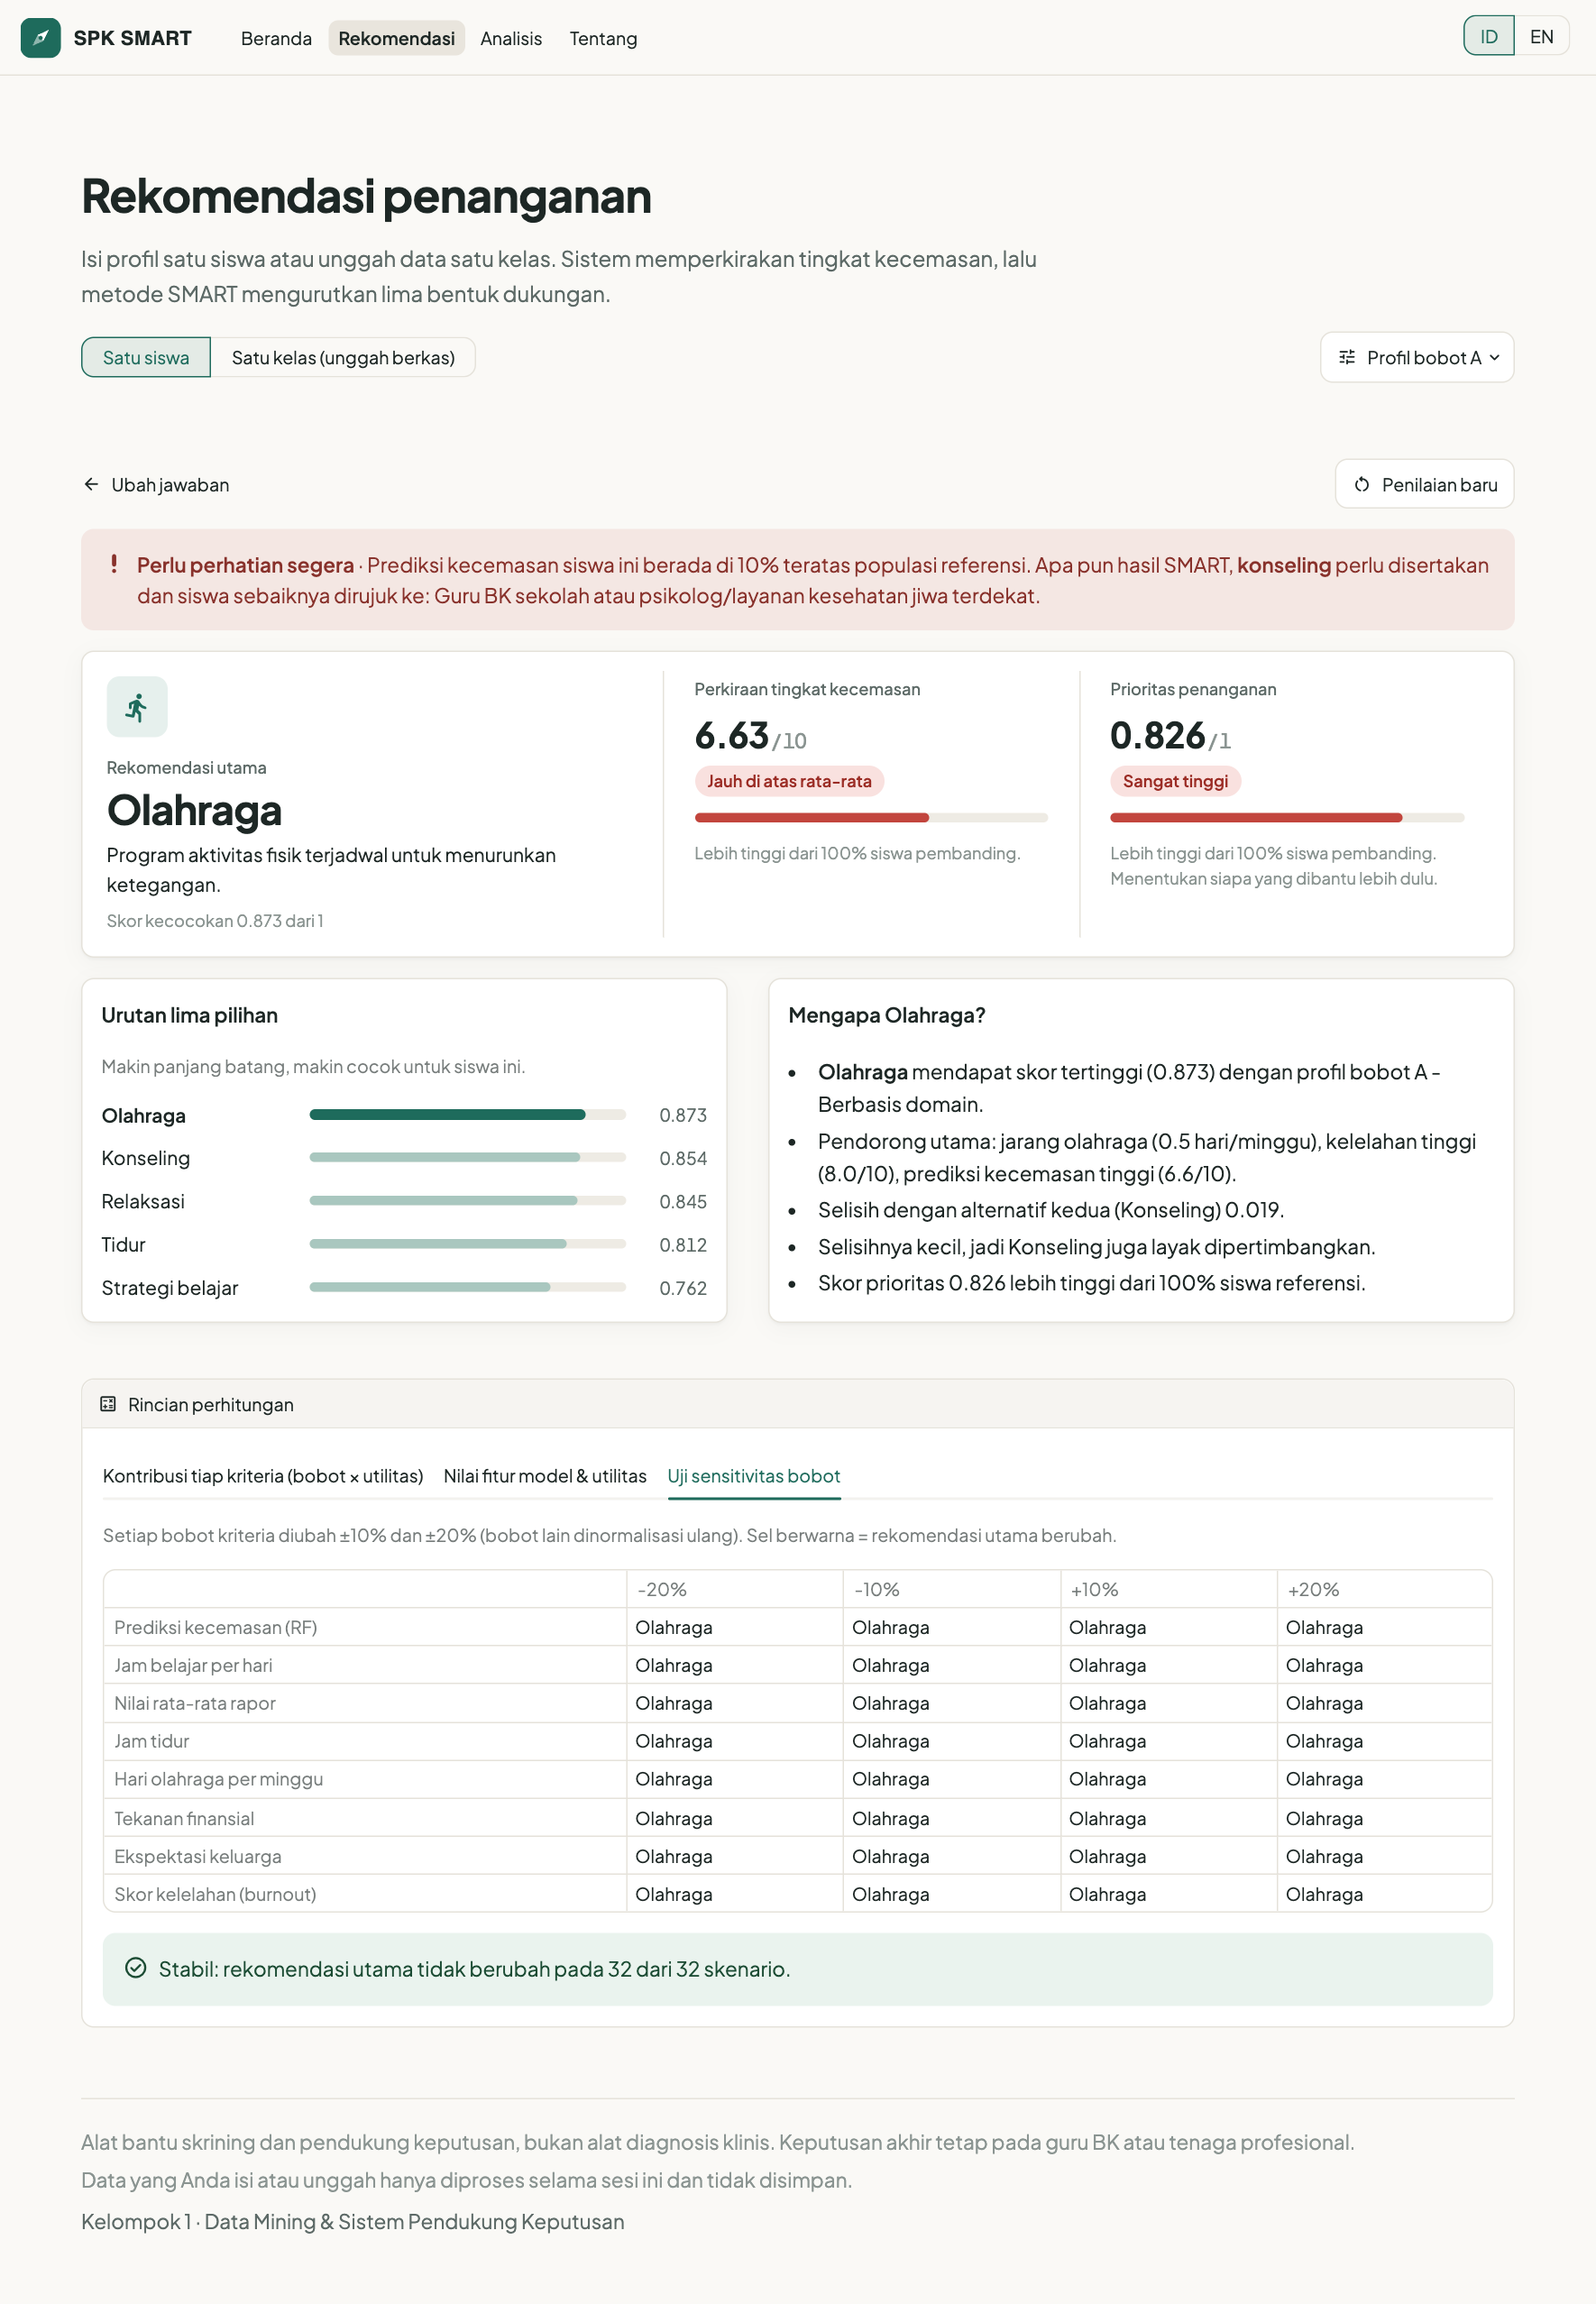 SPK SMART
Beranda
Rekomendasi
Analisis
Tentang
ID
EN
Rekomendasi penanganan
Isi profil satu siswa atau unggah data satu kelas. Sistem memperkirakan tingkat kecemasan, lalu
metode SMART mengurutkan lima bentuk dukungan.
Satu siswa
Satu kelas (unggah berkas)
Profil bobot A
Ubah jawaban
Penilaian baru
Perlu perhatian segera · Prediksi kecemasan siswa ini berada di 10% teratas populasi referensi. Apa pun hasil SMART, konseling perlu disertakan
dan siswa sebaiknya dirujuk ke: Guru BK sekolah atau psikolog/layanan kesehatan jiwa terdekat.
Rekomendasi utama
Olahraga
Program aktivitas fisik terjadwal untuk menurunkan
ketegangan.
Skor kecocokan 0.873 dari 1
Perkiraan tingkat kecemasan
6.63/10
Jauh di atas rata-rata
Lebih tinggi dari 100% siswa pembanding.
Prioritas penanganan
0.826/1
Sangat tinggi
Lebih tinggi dari 100% siswa pembanding.
Menentukan siapa yang dibantu lebih dulu.
Urutan lima pilihan
Makin panjang batang, makin cocok untuk siswa ini.
Olahraga 0.873
Konseling 0.854
Relaksasi 0.845
Tidur 0.812
Strategi belajar 0.762
Mengapa Olahraga?
• Olahraga mendapat skor tertinggi (0.873) dengan profil bobot A -
Berbasis domain.
• Pendorong utama: jarang olahraga (0.5 hari/minggu), kelelahan tinggi
(8.0/10), prediksi kecemasan tinggi (6.6/10).
• Selisih dengan alternatif kedua (Konseling) 0.019.
• Selisihnya kecil, jadi Konseling juga layak dipertimbangkan.
• Skor prioritas 0.826 lebih tinggi dari 100% siswa referensi.
Rincian perhitungan
Kontribusi tiap kriteria (bobot × utilitas)
Nilai fitur model & utilitas
Uji sensitivitas bobot
Setiap bobot kriteria diubah ±10% dan ±20% (bobot lain dinormalisasi ulang). Sel berwarna = rekomendasi utama berubah.
-20% -10% +10% +20%
Prediksi kecemasan (RF) Olahraga Olahraga Olahraga Olahraga
Jam belajar per hari Olahraga Olahraga Olahraga Olahraga
Nilai rata-rata rapor Olahraga Olahraga Olahraga Olahraga
Jam tidur Olahraga Olahraga Olahraga Olahraga
Hari olahraga per minggu Olahraga Olahraga Olahraga Olahraga
Tekanan finansial Olahraga Olahraga Olahraga Olahraga
Ekspektasi keluarga Olahraga Olahraga Olahraga Olahraga
Skor kelelahan (burnout) Olahraga Olahraga Olahraga Olahraga
Stabil: rekomendasi utama tidak berubah pada 32 dari 32 skenario.
Alat bantu skrining dan pendukung keputusan, bukan alat diagnosis klinis. Keputusan akhir tetap pada guru BK atau tenaga profesional.
Data yang Anda isi atau unggah hanya diproses selama sesi ini dan tidak disimpan.
Kelompok 1 · Data Mining & Sistem Pendukung Keputusan